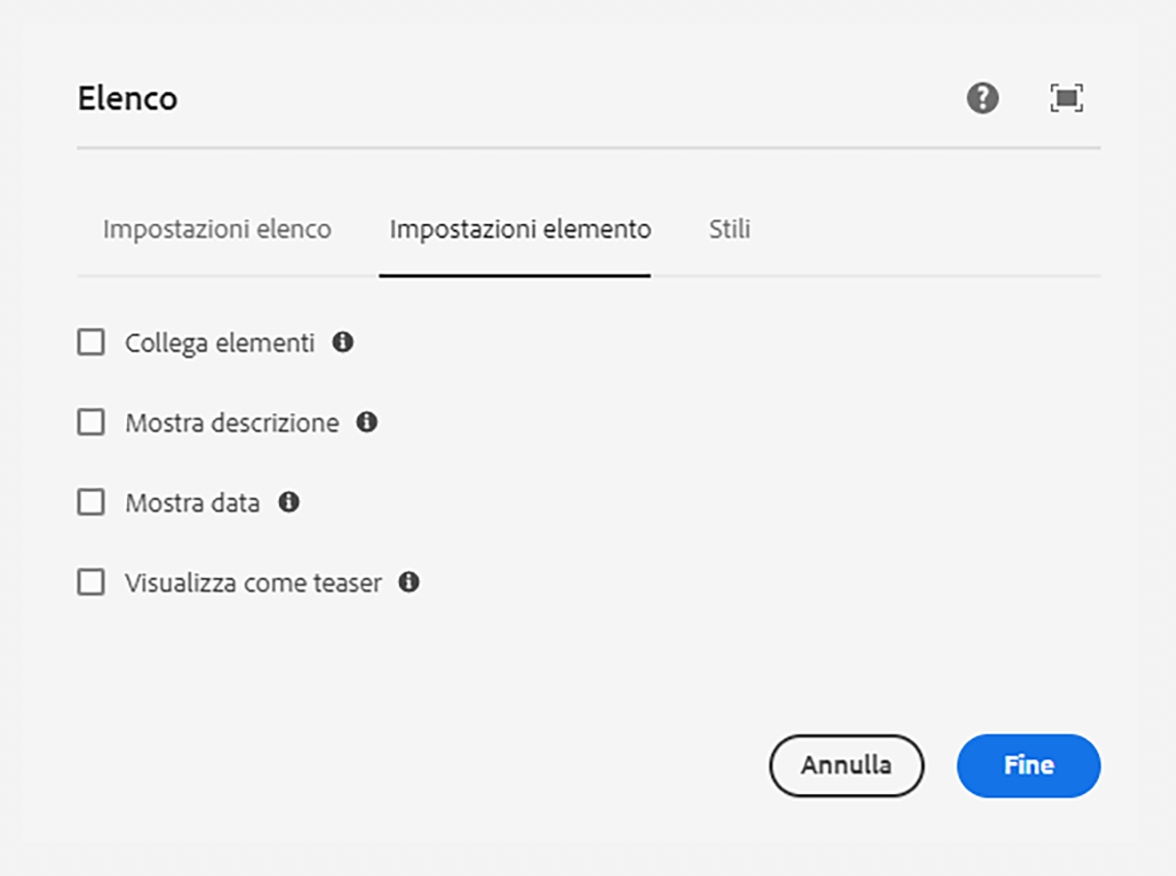 Elenco
Impostazioni elenco Impostazioni elemento Stili
Collega elementi
Mostra descrizione
Mostra data
Visualizza come teaser
Annulla Fine